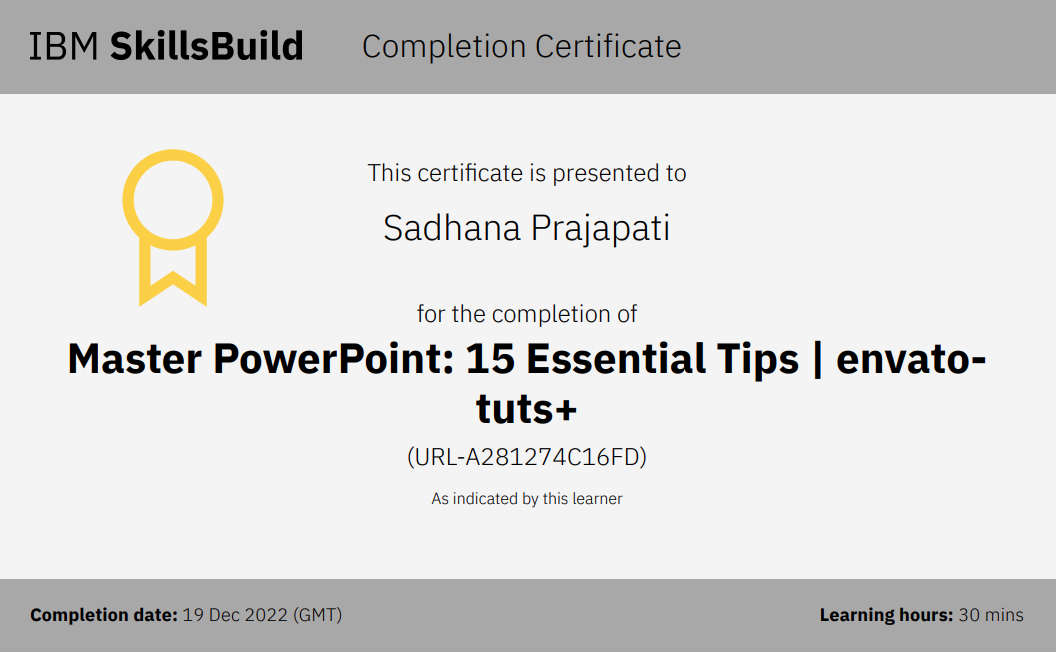 IBM SkillsBuild Completion Certificate
This certificate is presented to
Sadhana Prajapati
for the completion of
Master PowerPoint: 15 Essential Tips | envato-
tuts+
(URL-A281274C16FD)
As indicated by this learner
Completion date: 19 Dec 2022 (GMT) Learning hours: 30 mins